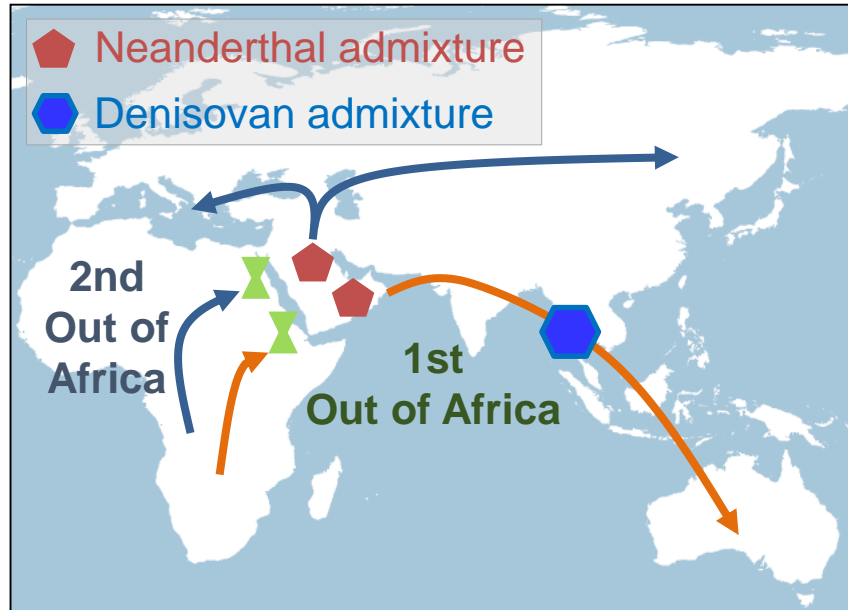 Neanderthal admixture
Denisovan admixture
2nd
Out of
Africa
1st
Out of Africa